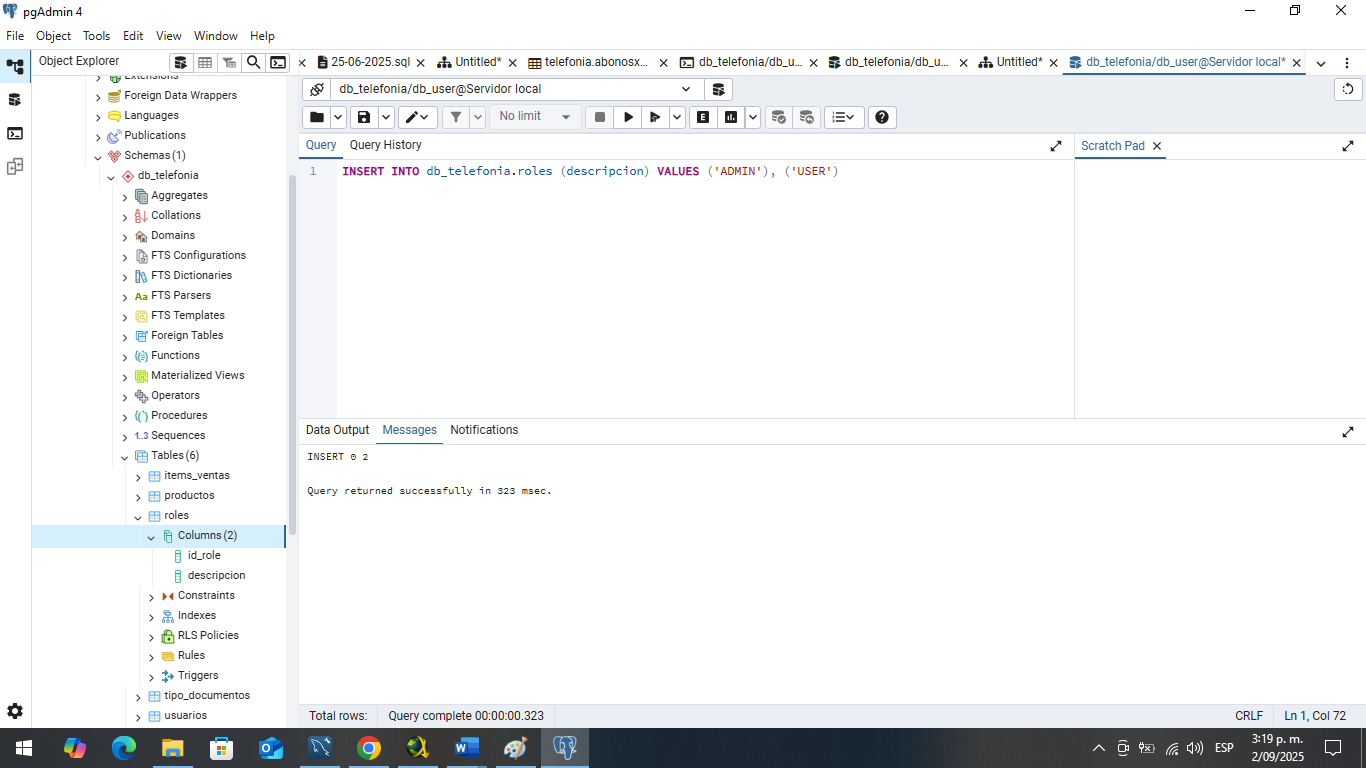 pgAdmin 4
File Object Tools Edit View Window Help
Object Explorer
25-06-2025.sql
Untitled*
telefonia.abonosx...
db_telefonia/db_u...
db_telefonia/db_u...
Untitled*
db_telefonia/db_user@Servidor local*
Extensions
Foreign Data Wrappers
Languages
Publications
Schemas (1)
db_telefonia
Aggregates
Collations
Domains
FTS Configurations
FTS Dictionaries
Aa FTS Parsers
FTS Templates
Foreign Tables
Functions
Materialized Views
Operators
Procedures
1..3 Sequences
Tables (6)
items_ventas
productos
roles
Columns (2)
id_role
descripcion
Constraints
Indexes
RLS Policies
Rules
Triggers
tipo_documentos
usuarios
db_telefonia/db_user@Servidor local
No limit
E
Query Query History
Scratch Pad
1 INSERT INTO db_telefonia.roles (descripcion) VALUES ('ADMIN'), ('USER')
Data Output Messages Notifications
INSERT 0 2
Query returned successfully in 323 msec.
Total rows: Query complete 00:00:00.323 CRLF Ln 1, Col 72
ESP
3:19 p. m.
2/09/2025